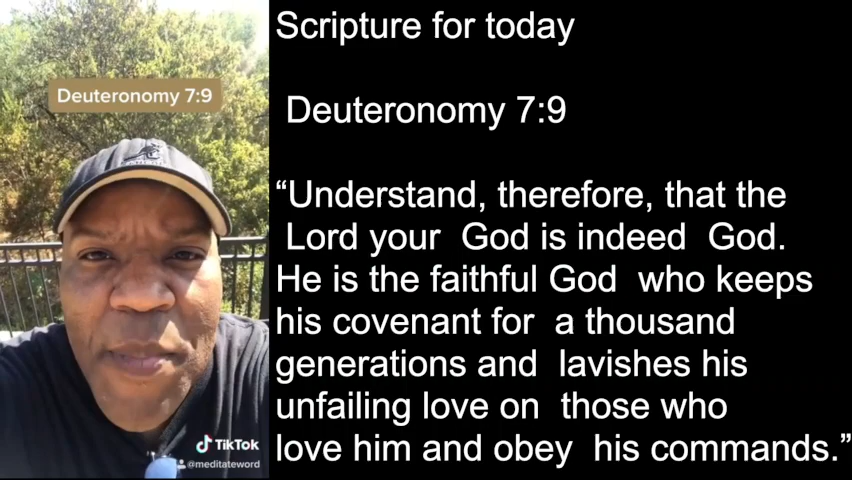 Deuteronomy 7:9
TikTok
@meditateword
Scripture for today
Deuteronomy 7:9
“Understand, therefore, that the
Lord your God is indeed God.
He is the faithful God who keeps
his covenant for a thousand
generations and lavishes his
unfailing love on those who
love him and obey his commands.”